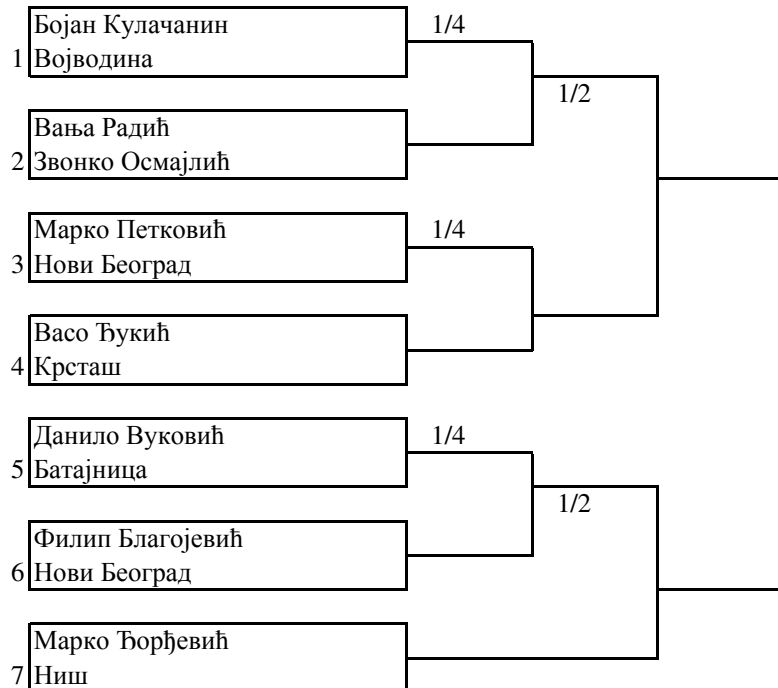 Бојан Кулачанин
1/4
1 Војводина
1/2
Вања Радић
2 Звонко Осмајлић
Марко Петковић
1/4
3 Нови Београд
Васо Ђукић
4 Крсташ
Данило Вуковић
1/4
5 Батајница
1/2
Филип Благојевић
6 Нови Београд
Марко Ђорђевић
7 Ниш